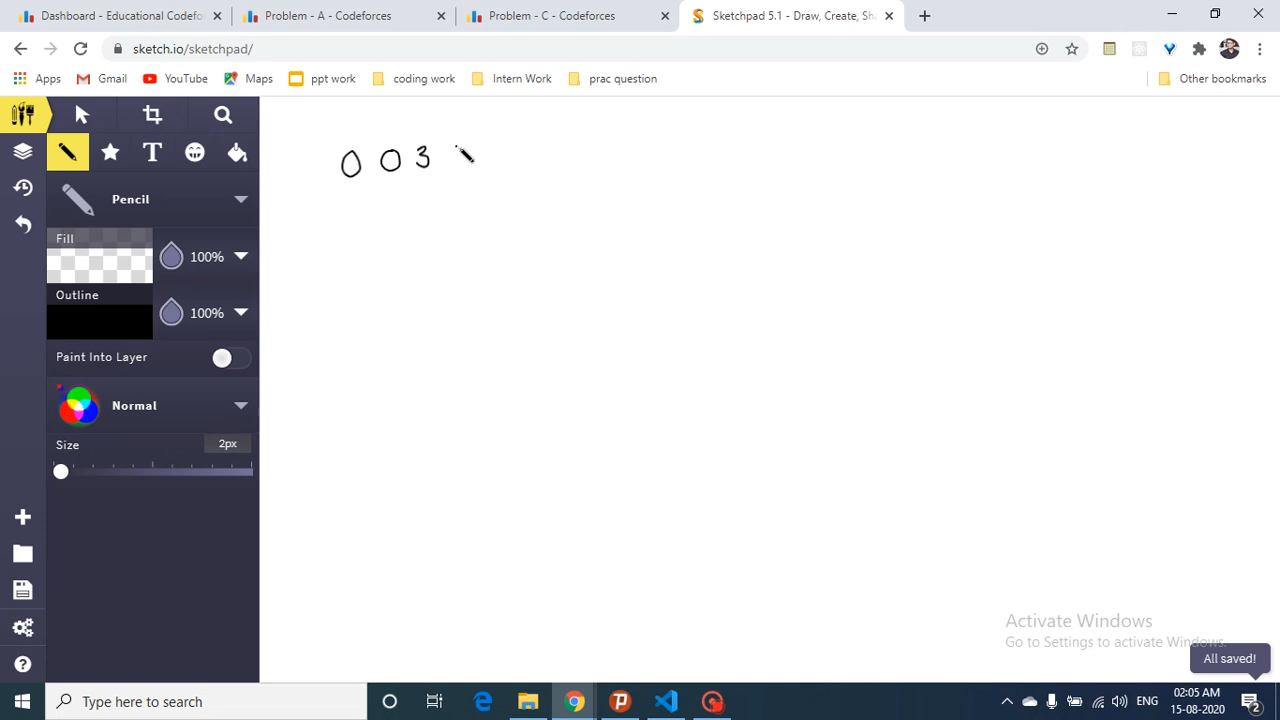 Dashboard - Educational Codefo
Problem - A - Codeforces
Problem - C - Codeforces
Sketchpad 5.1 - Draw, Create, Sha
sketch.io/sketchpad/
Apps
Gmail
YouTube
Maps
ppt work
coding work
Intern Work
prac question
Other bookmarks
0 0 3
Pencil
Fill
100%
Outline
100%
Paint Into Layer
Normal
Size
2px
Activate Windows
Go to Settings to activate Windows.
All saved!
Type here to search
ENG
02:05 AM
15-08-2020
2